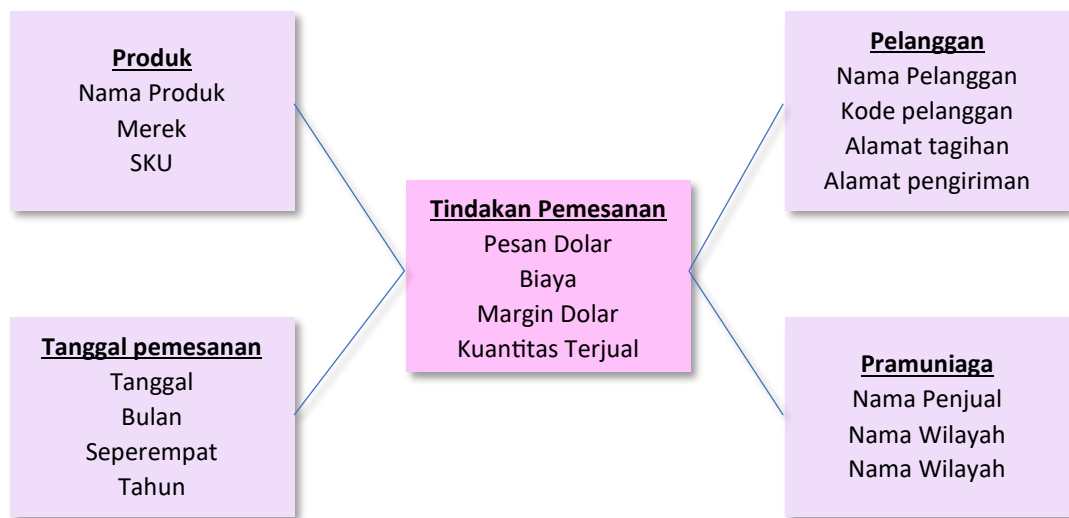 Produk
Nama Produk
Merek
SKU
Pelanggan
Nama Pelanggan
Kode pelanggan
Alamat tagihan
Alamat pengiriman
Tindakan Pemesanan
Pesan Dolar
Biaya
Margin Dolar
Kuantitas Terjual
Tanggal pemesanan
Tanggal
Bulan
Seperempat
Tahun
Pramuniaga
Nama Penjual
Nama Wilayah
Nama Wilayah